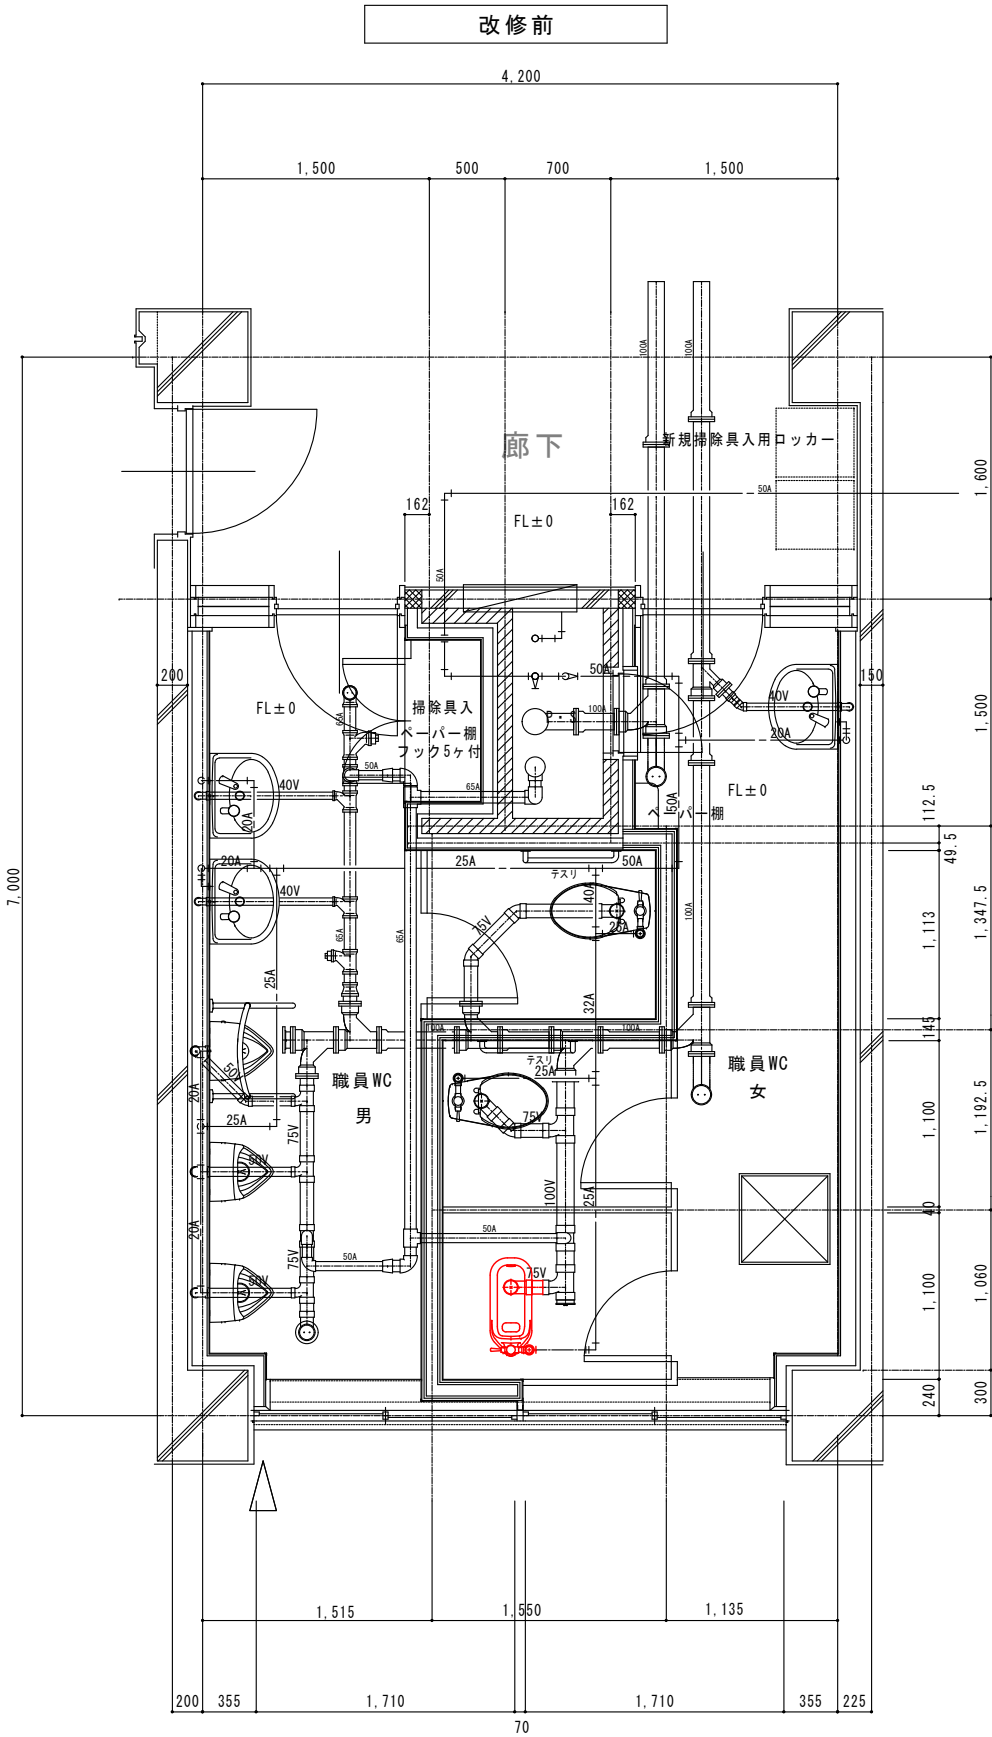 改修前
4,200
1,500
500
700
1,500
100A
100A
廊下
新規掃除具入用ロッカー
50A
1,600
162
162
FL±0
50A
7,000
200
150
50A
40V
20A
100A
FL±0
掃除具入
ペーパー棚
フック5ヶ付
65A
50A
65A
1,500
FL±0
ペーパー棚
50A
112.5
49.5
40V
20A
20A
25A
50A
テスリ
40V
40A
75V
25A
65A
65A
100A
1,113
1,347.5
25A
32A
145
100A
100A
テスリ
25A
職員WC
男
職員WC
女
50V
20A
25A
75V
75V
1,100
1,192.5
50V
20A
100V
25A
40
50A
75V
50A
75V
50V
1,100
1,060
240
300
1,515
1,550
1,135
200
355
1,710
70
1,710
355
225